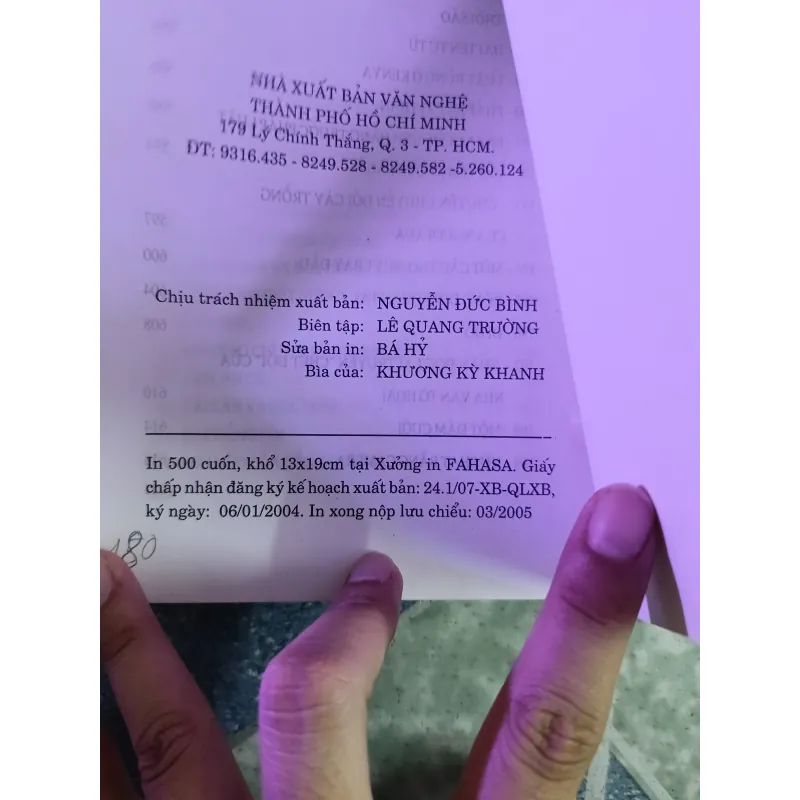 NHÀ XUẤT BẢN VĂN NGHỆ
THÀNH PHỐ HỒ CHÍ MINH
179 Lý Chính Thắng, Q. 3 - TP. HCM.
ĐT: 9316.435 - 8249.528 - 8249.582 -5.260.124
Chịu trách nhiệm xuất bản: NGUYỄN ĐỨC BÌNH
Biên tập: LÊ QUANG TRƯỜNG
Sửa bản in: BÁ HỶ
Bìa của: KHƯƠNG KỲ KHANH
In 500 cuốn, khổ 13x19cm tại Xưởng in FAHASA. Giấy
chấp nhận đăng ký kế hoạch xuất bản: 24.1/07-XB-QLXB,
ký ngày: 06/01/2004. In xong nộp lưu chiểu: 03/2005
180